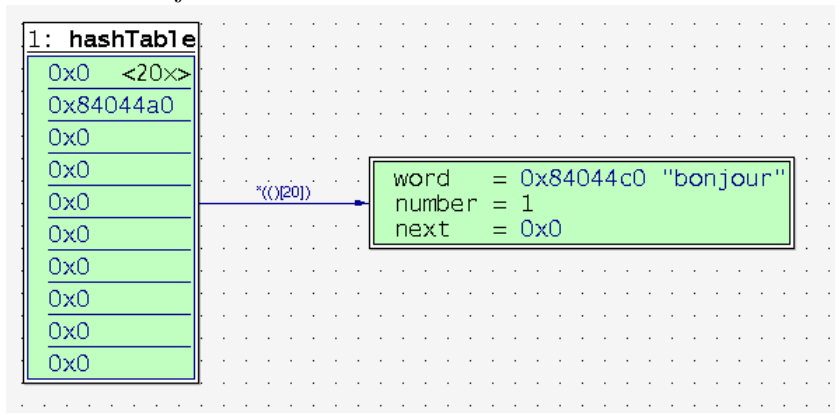 1: hashTable
0x0 <20x>
0x84044a0
0x0
0x0
0x0
0x0
0x0
0x0
0x0
0x0
*(()[20])
word = 0x84044c0 "bonjour"
number = 1
next = 0x0